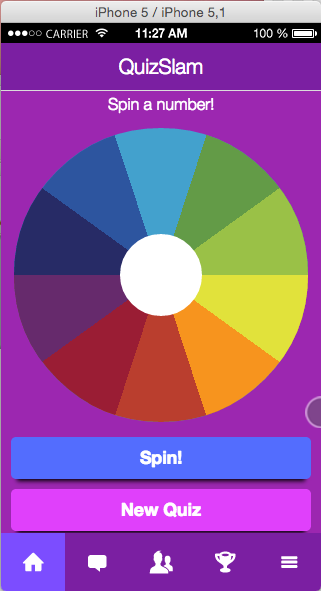 iPhone 5 / iPhone 5,1
CARRIER 11:27 AM 100 %
QuizSlam
Spin a number!
Spin!
New Quiz